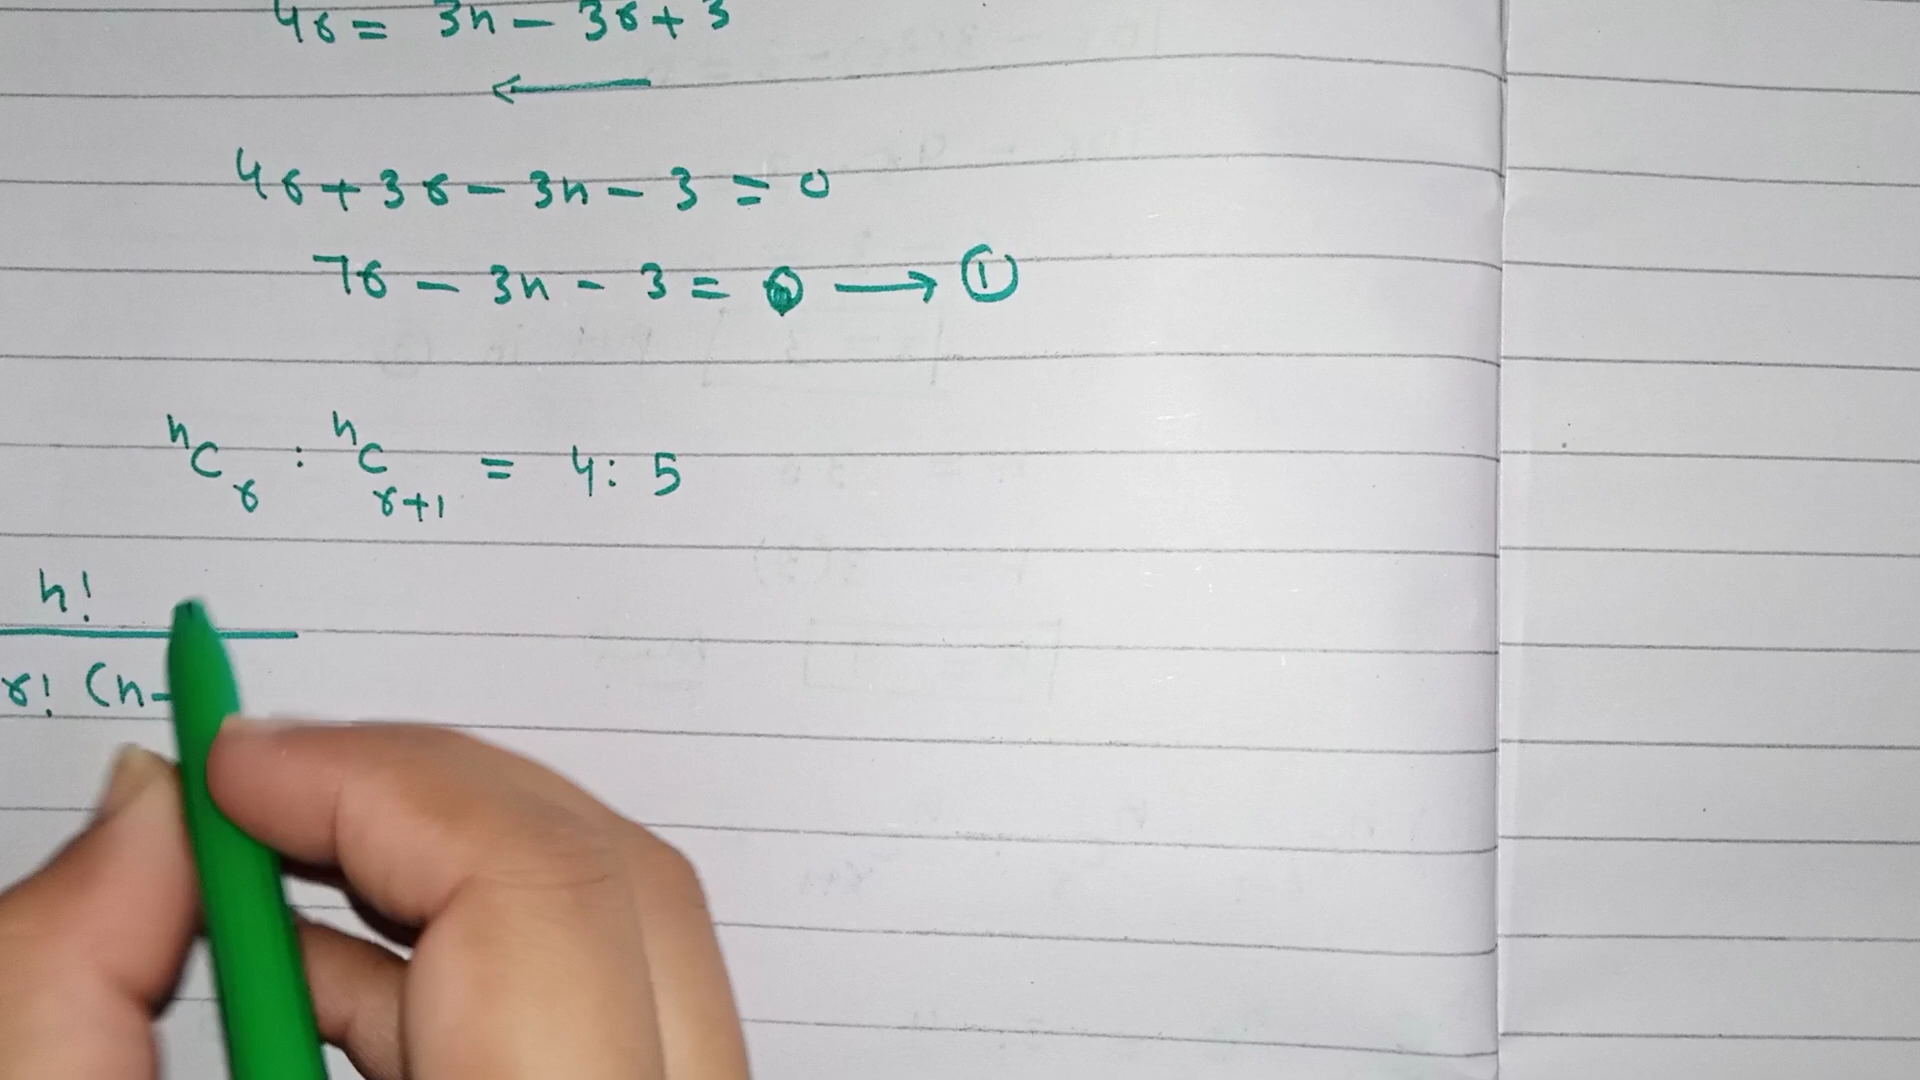 4r = 3n - 3r + 3
4r + 3r - 3n - 3 = 0
7r - 3n - 3 = 0 → ①
ⁿCᵣ : ⁿCᵣ₊₁ = 4 : 5
n!
r! (n-